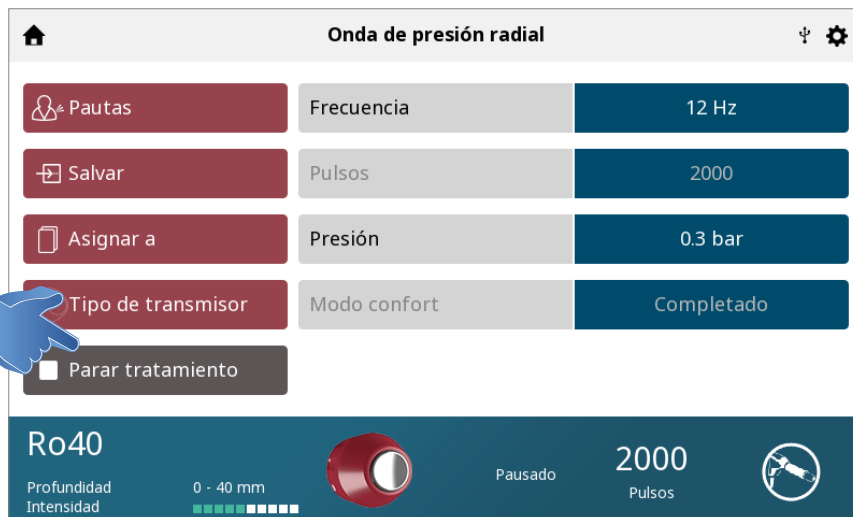 Onda de presión radial
Pautas
Frecuencia
12 Hz
Salvar
Pulsos
2000
Asignar a
Presión
0.3 bar
Tipo de transmisor
Modo confort
Completado
Parar tratamiento
Ro40
Profundidad
0 - 40 mm
Intensidad
Pausado
2000
Pulsos